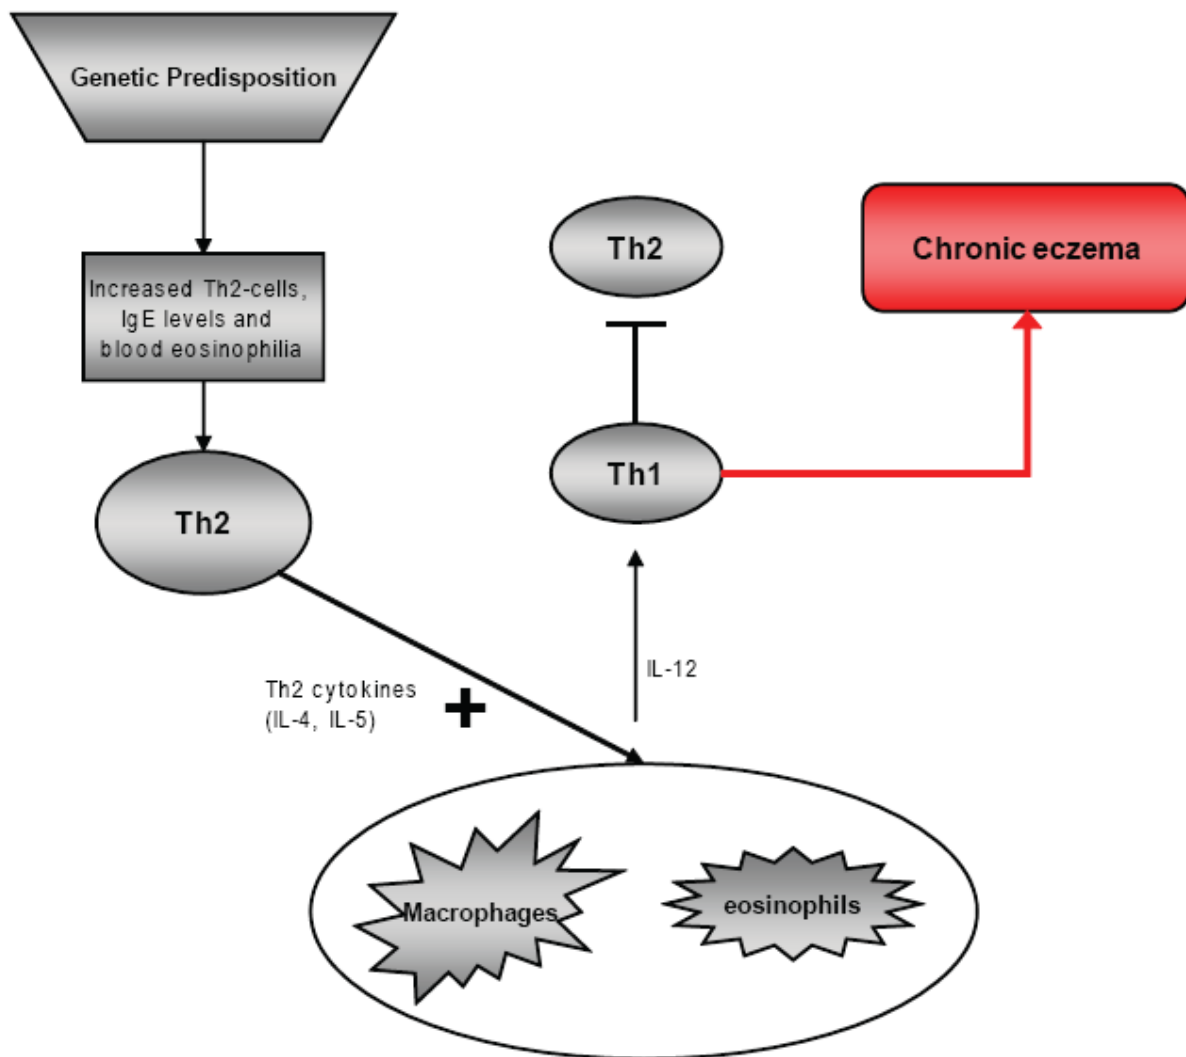 Genetic Predisposition
Increased Th2-cells,
IgE levels and
blood eosinophilia
Th2
Th2 cytokines
(IL-4, IL-5)
+
Th2
Th1
IL-12
Chronic eczema
Macrophages
eosinophils